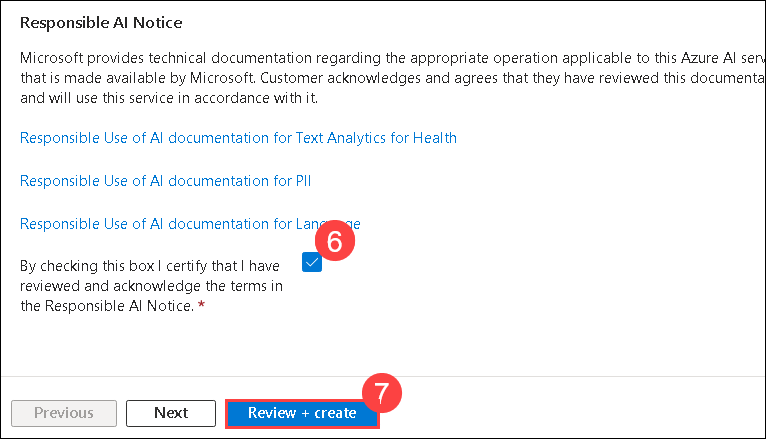 Responsible AI Notice
Microsoft provides technical documentation regarding the appropriate operation applicable to this Azure AI serv
that is made available by Microsoft. Customer acknowledges and agrees that they have reviewed this documenta
and will use this service in accordance with it.
Responsible Use of AI documentation for Text Analytics for Health
Responsible Use of AI documentation for PII
Responsible Use of AI documentation for Language
6
By checking this box I certify that I have
reviewed and acknowledge the terms in
the Responsible AI Notice. *
7
Previous Next Review + create